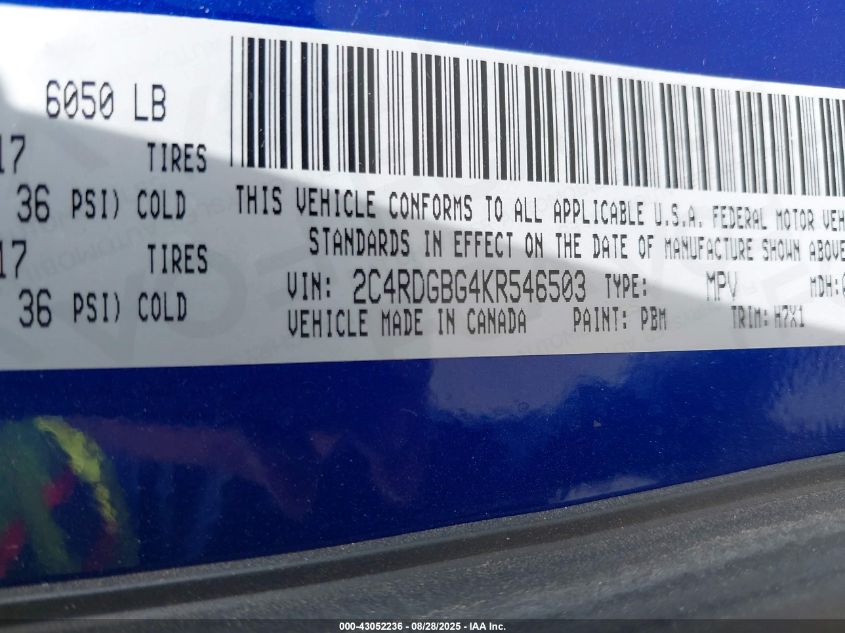 6050 LB
17 TIRES
36 PSI) COLD
17 TIRES
36 PSI) COLD
THIS VEHICLE CONFORMS TO ALL APPLICABLE U.S.A. FEDERAL MOTOR VEH
STANDARDS IN EFFECT ON THE DATE OF MANUFACTURE SHOWN ABOVE
VIN: 2C4RDGBG4KR546503 TYPE: MPV MDH:0
VEHICLE MADE IN CANADA PAINT: PBM TRIM: H7X1
000-43052236 | 08/28/2025 - IAA Inc.